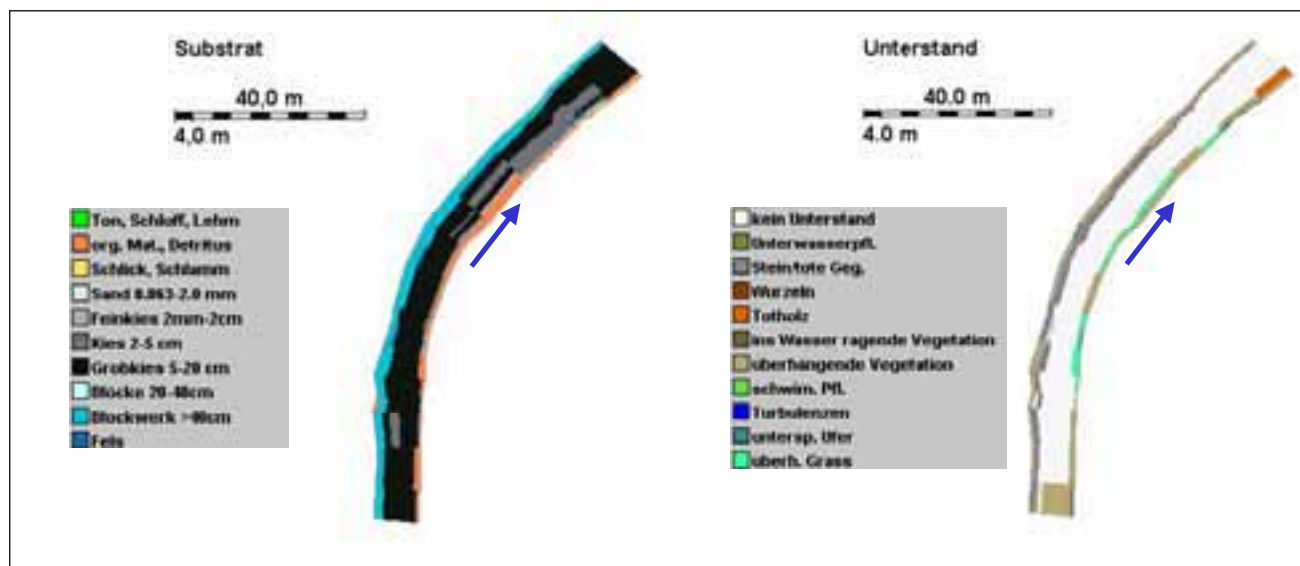 Substrat
40,0 m
4,0 m
Ton, Schloff, Lehm
org. Mat., Detritus
Schlick, Schlamm
Sand 0.063-2.0 mm
Feinkies 2mm-2cm
Kies 2-5 cm
Grobkies 5-20 cm
Blöcke 20-40cm
Blockwerk >40cm
Fels
Unterstand
40.0 m
4.0 m
kein Unterstand
Unterwasserpfl.
Stein/tote Geg.
Wurzeln
Totholz
ins Wasser ragende Vegetation
überhängende Vegetation
schwim. Pfl.
Turbulenzen
untersp. Ufer
überh. Grass